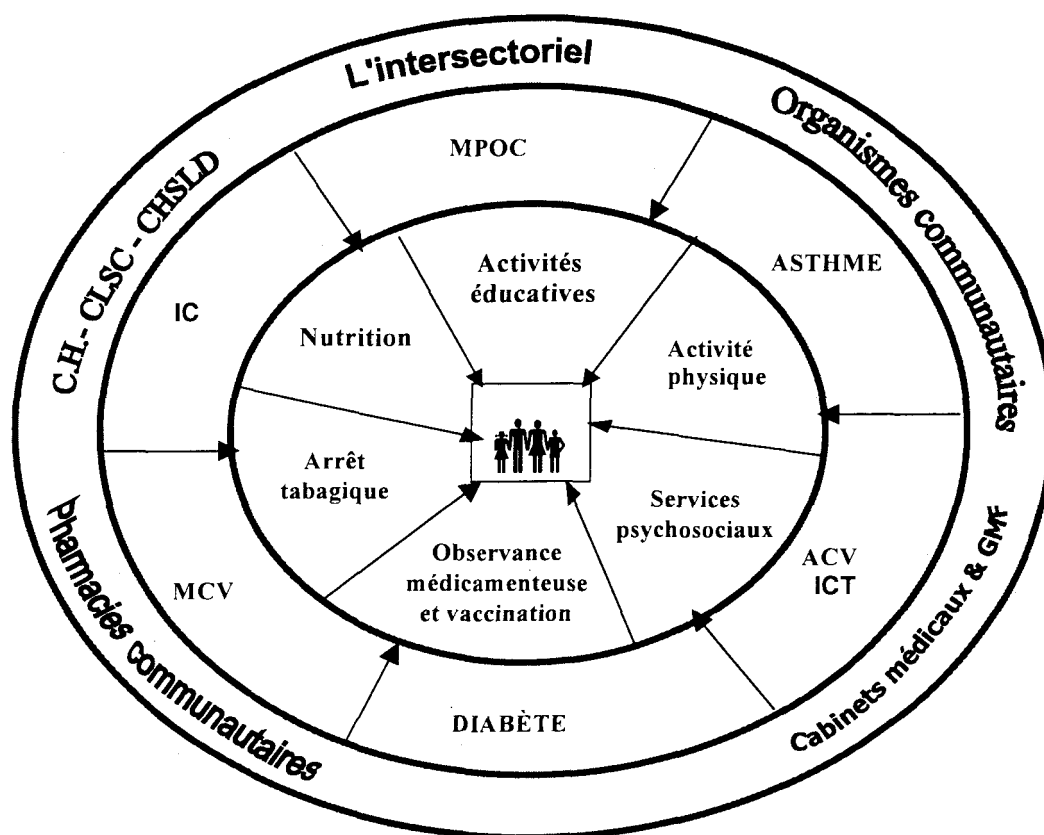 L'intersectoriel
Organismes communautaires
C.H.- CLSC - CHSLD
MPOC
ASTHME
IC
Activités
éducatives
Nutrition
Activité
physique
Arrêt
tabagique
Services
psychosociaux
Observance
médicamenteuse
et vaccination
MCV
ACV
ICT
DIABÈTE
Pharmacies communautaires
Cabinets médicaux & GMF